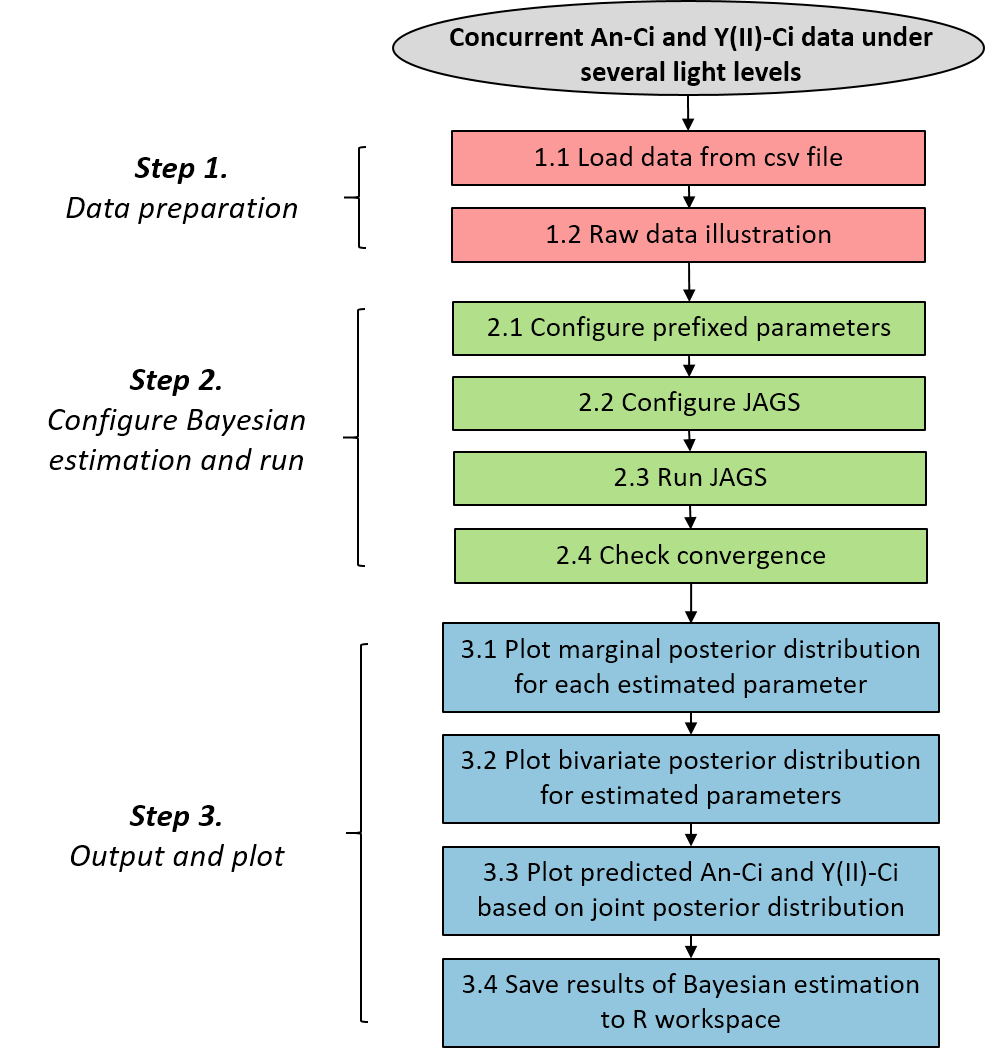 Concurrent An-Ci and Y(II)-Ci data under
several light levels
Step 1.
Data preparation
1.1 Load data from csv file
1.2 Raw data illustration
Step 2.
Configure Bayesian
estimation and run
2.1 Configure prefixed parameters
2.2 Configure JAGS
2.3 Run JAGS
2.4 Check convergence
Step 3.
Output and plot
3.1 Plot marginal posterior distribution
for each estimated parameter
3.2 Plot bivariate posterior distribution
for estimated parameters
3.3 Plot predicted An-Ci and Y(II)-Ci
based on joint posterior distribution
3.4 Save results of Bayesian estimation
to R workspace